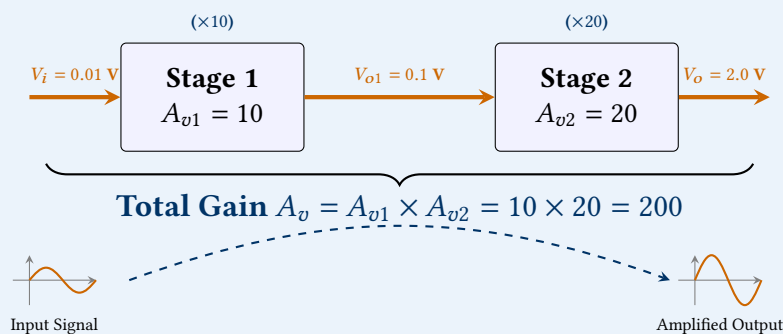 (×10) (×20)
Vᵢ = 0.01 V Vₒ₁ = 0.1 V Vₒ = 2.0 V
Stage 1
Aᵥ₁ = 10
Stage 2
Aᵥ₂ = 20
Total Gain Aᵥ = Aᵥ₁ × Aᵥ₂ = 10 × 20 = 200
Input Signal
Amplified Output